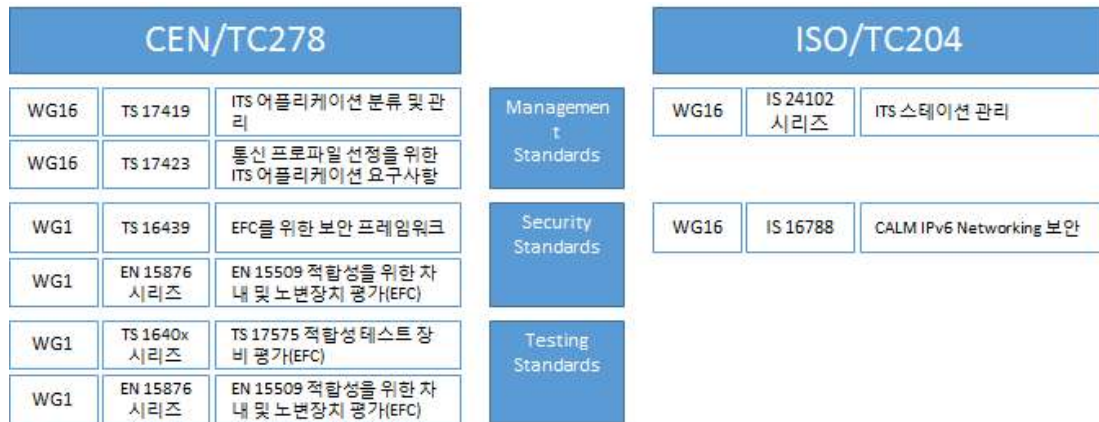 CEN/TC278
ISO/TC204
WG16
TS 17419
ITS 어플리케이션 분류 및 관
리
Managemen
t
Standards
WG16
IS 24102
시리즈
ITS 스테이션 관리
WG16
TS 17423
통신 프로파일 선정을 위한
ITS 어플리케이션 요구사항
WG1
TS 16439
EFC를 위한 보안 프레임워크
Security
Standards
WG16
IS 16788
CALM IPv6 Networking 보안
WG1
EN 15876
시리즈
EN 15509 적합성을 위한 차
내 및 노변장치 평가(EFC)
WG1
TS 1640x
시리즈
TS 17575 적합성 테스트 장
비 평가(EFC)
Testing
Standards
WG1
EN 15876
시리즈
EN 15509 적합성을 위한 차
내 및 노변장치 평가(EFC)